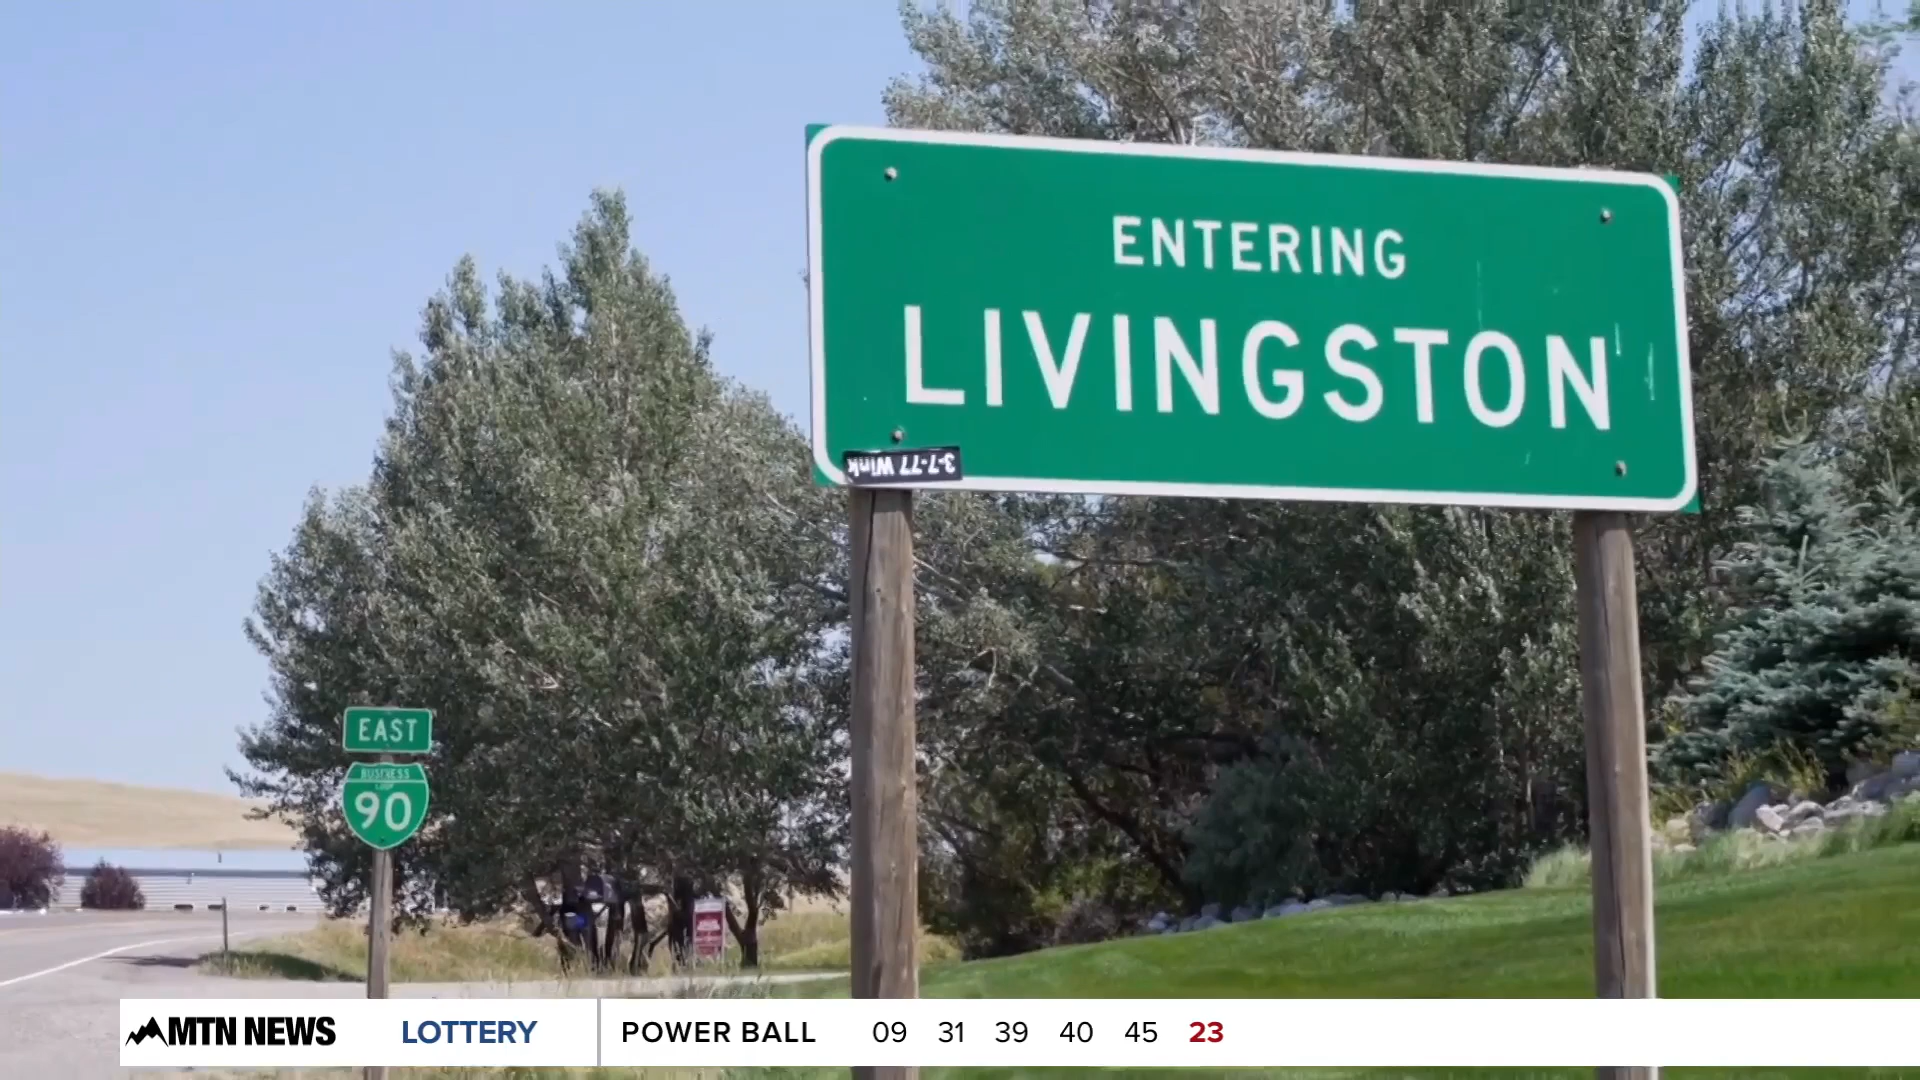 ENTERING
LIVINGSTON
3-7-77 Wink
EAST
BUSINESS
LOOP
90
MTN NEWS LOTTERY POWER BALL 09 31 39 40 45 23